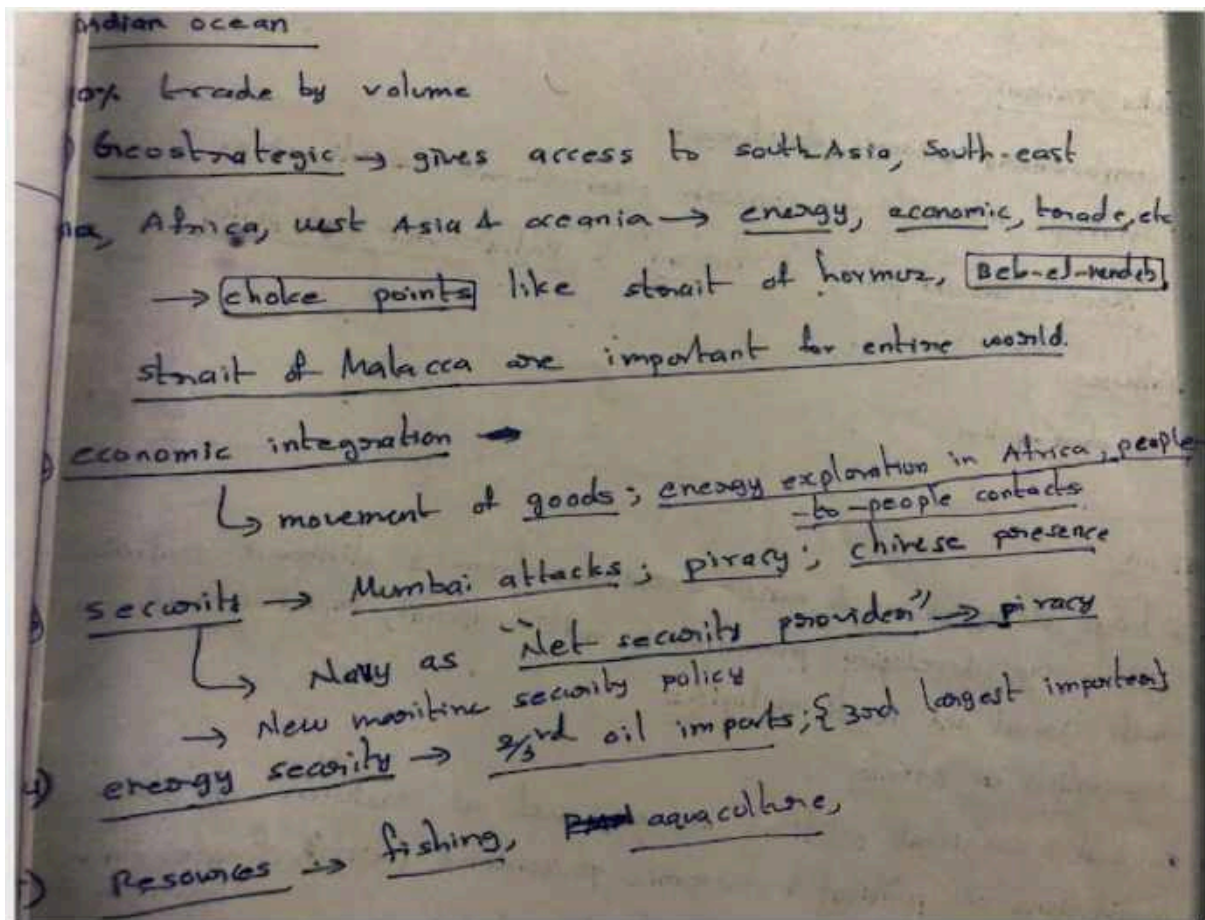 indian ocean
0% trade by volume
) Geostrategic → gives access to south Asia, South-east
ia, Africa, west Asia & oceania → energy, economic, trade, etc
→ choke points like strait of hormuz, Beb-el-mendeb,
strait of Malacca are important for entire world.
) economic integration →
↳ movement of goods; energy exploration in Africa, people-
-to-people contacts
) security → Mumbai attacks; piracy; chinese presence
↳ Navy as "Net security provider" → piracy
→ New maritime security policy
4) energy security → 2/3rd oil imports; {3rd largest importer}
) Resources → fishing, aquaculture,